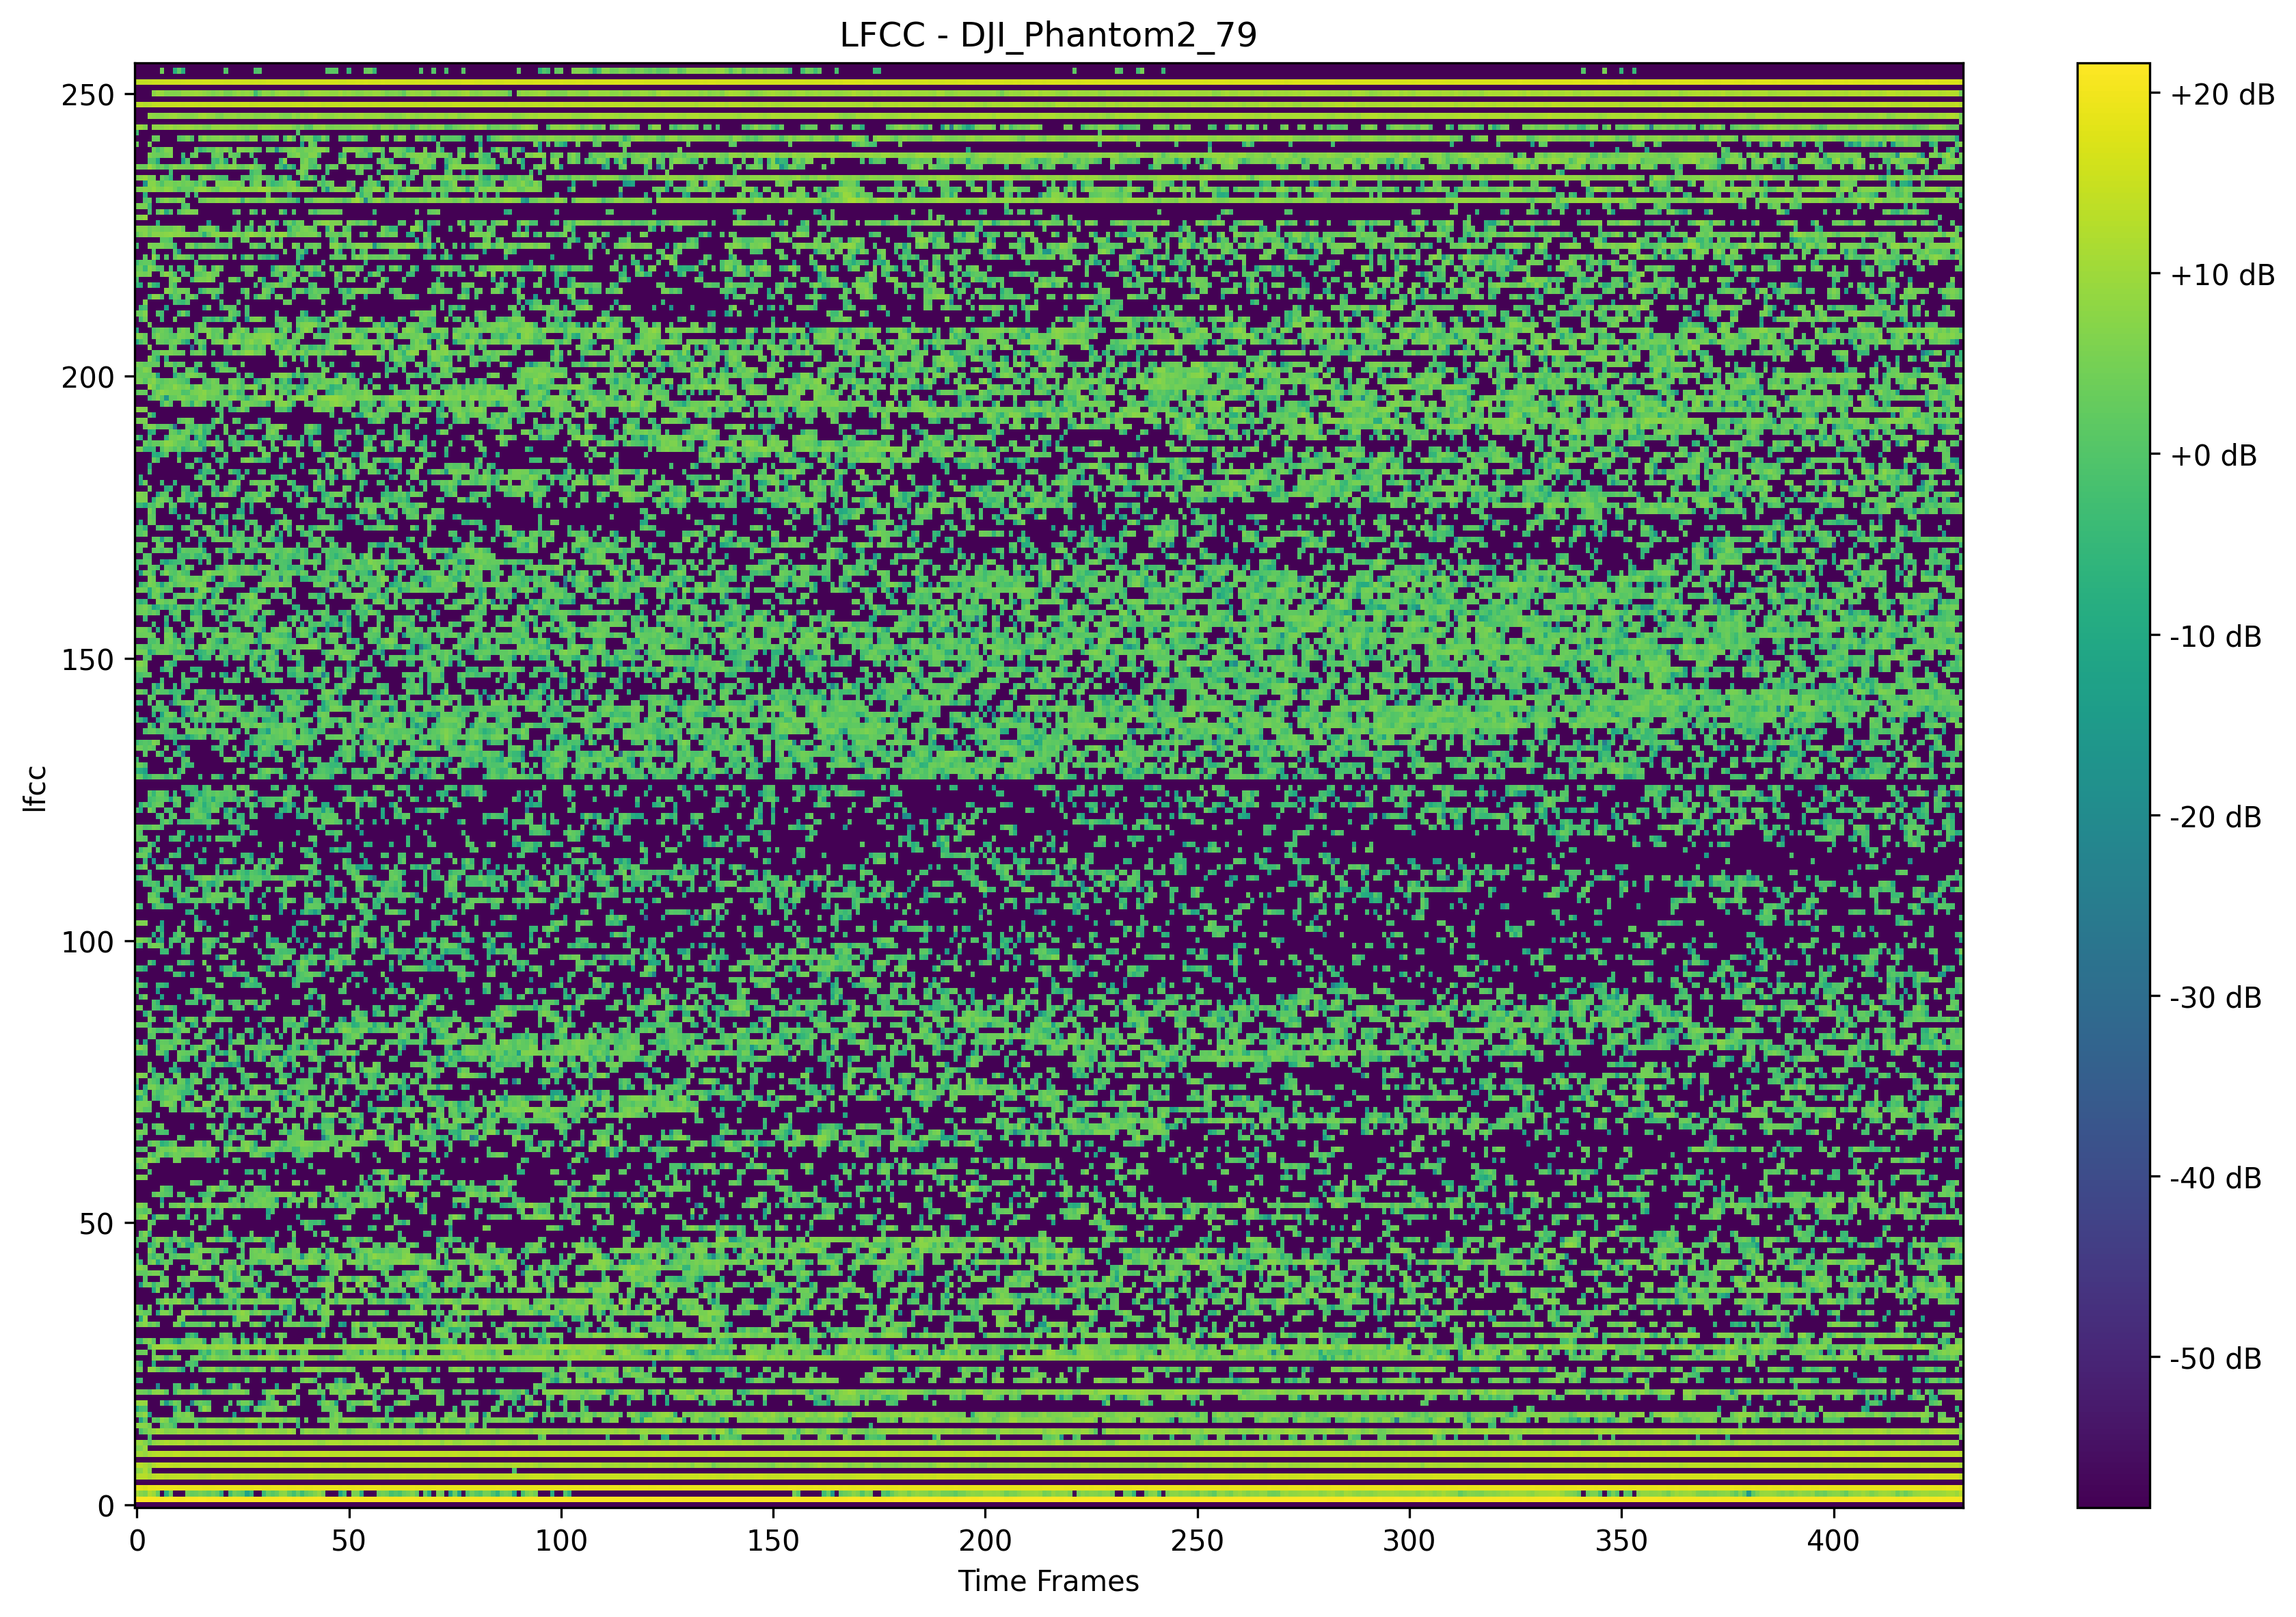 LFCC - DJI_Phantom2_79
250
200
150
100
50
0
lfcc
0 50 100 150 200 250 300 350 400
Time Frames
+20 dB
+10 dB
+0 dB
-10 dB
-20 dB
-30 dB
-40 dB
-50 dB